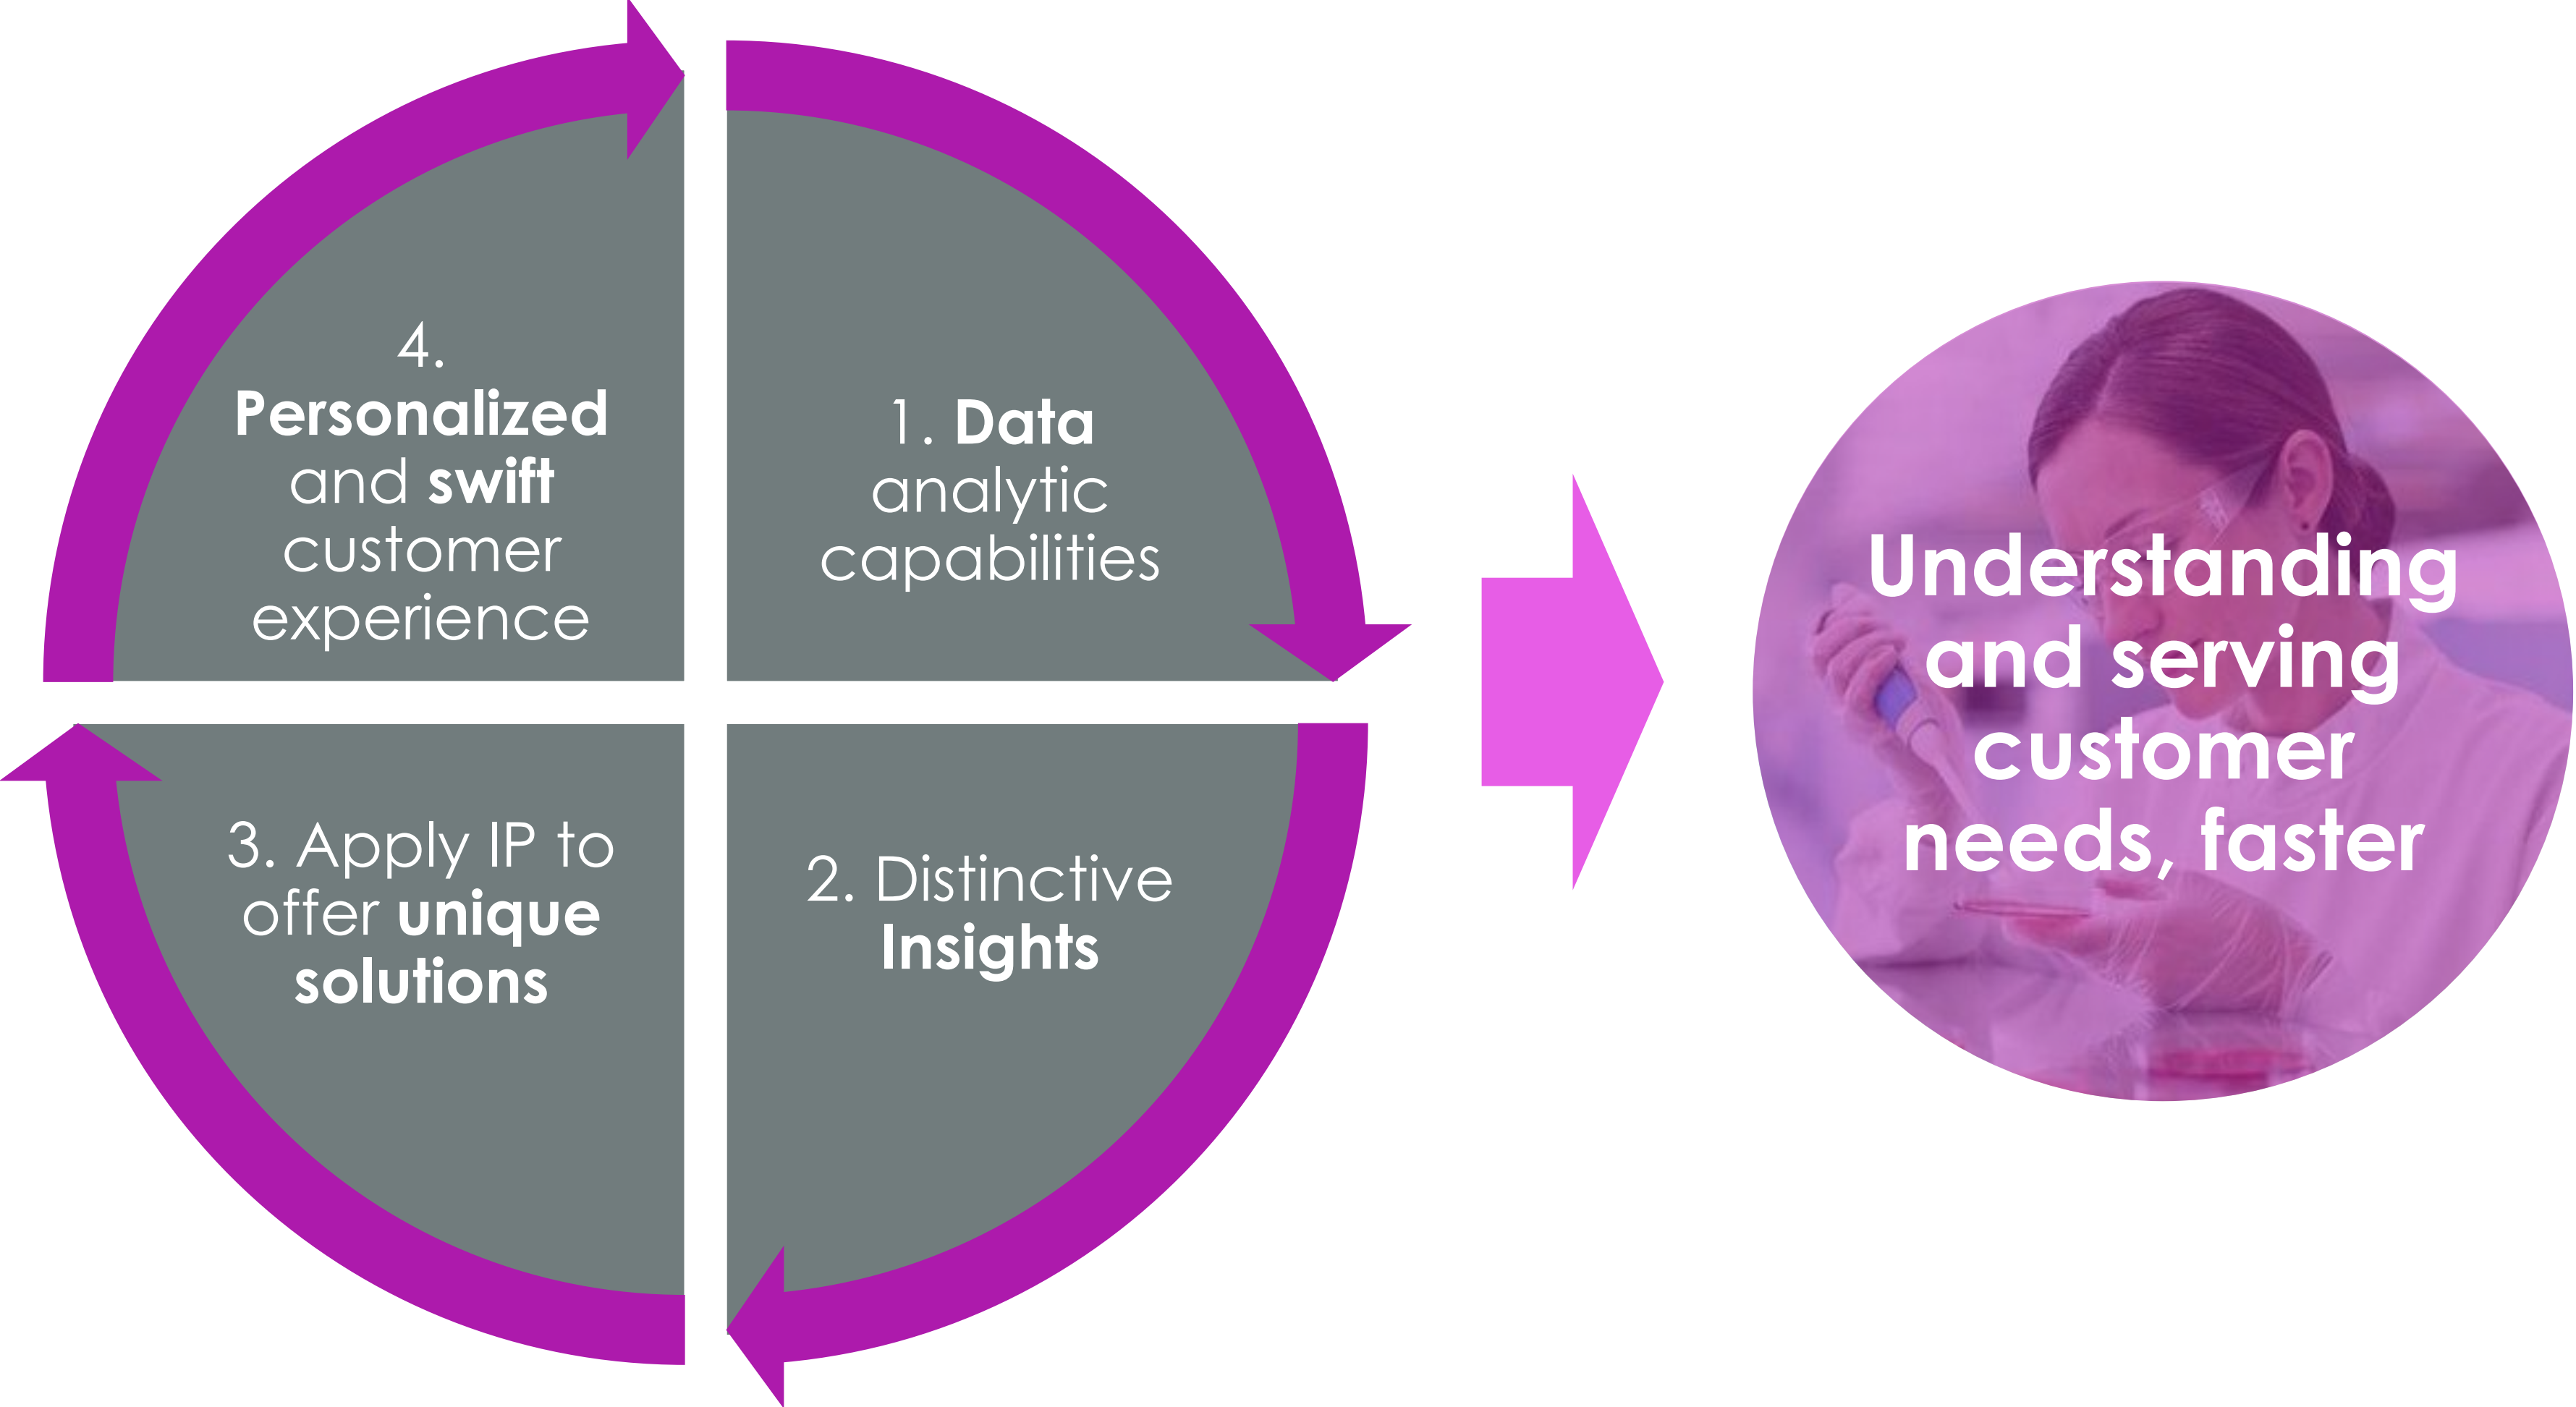 1. Data
analytic
capabilities
2. Distinctive
Insights
3. Apply IP to
offer unique
solutions
4.
Personalized
and swift
customer
experience
Understanding
and serving
customer
needs, faster